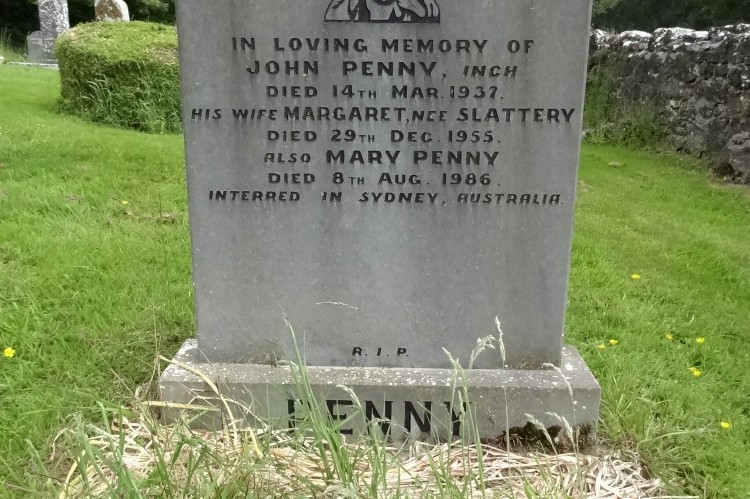 IN LOVING MEMORY OF
JOHN PENNY, INCH
DIED 14TH MAR. 1937.
HIS WIFE MARGARET, NEE SLATTERY
DIED 29TH DEC. 1955.
ALSO MARY PENNY
DIED 8TH AUG. 1986.
INTERRED IN SYDNEY, AUSTRALIA.
R.I.P.
PENNY